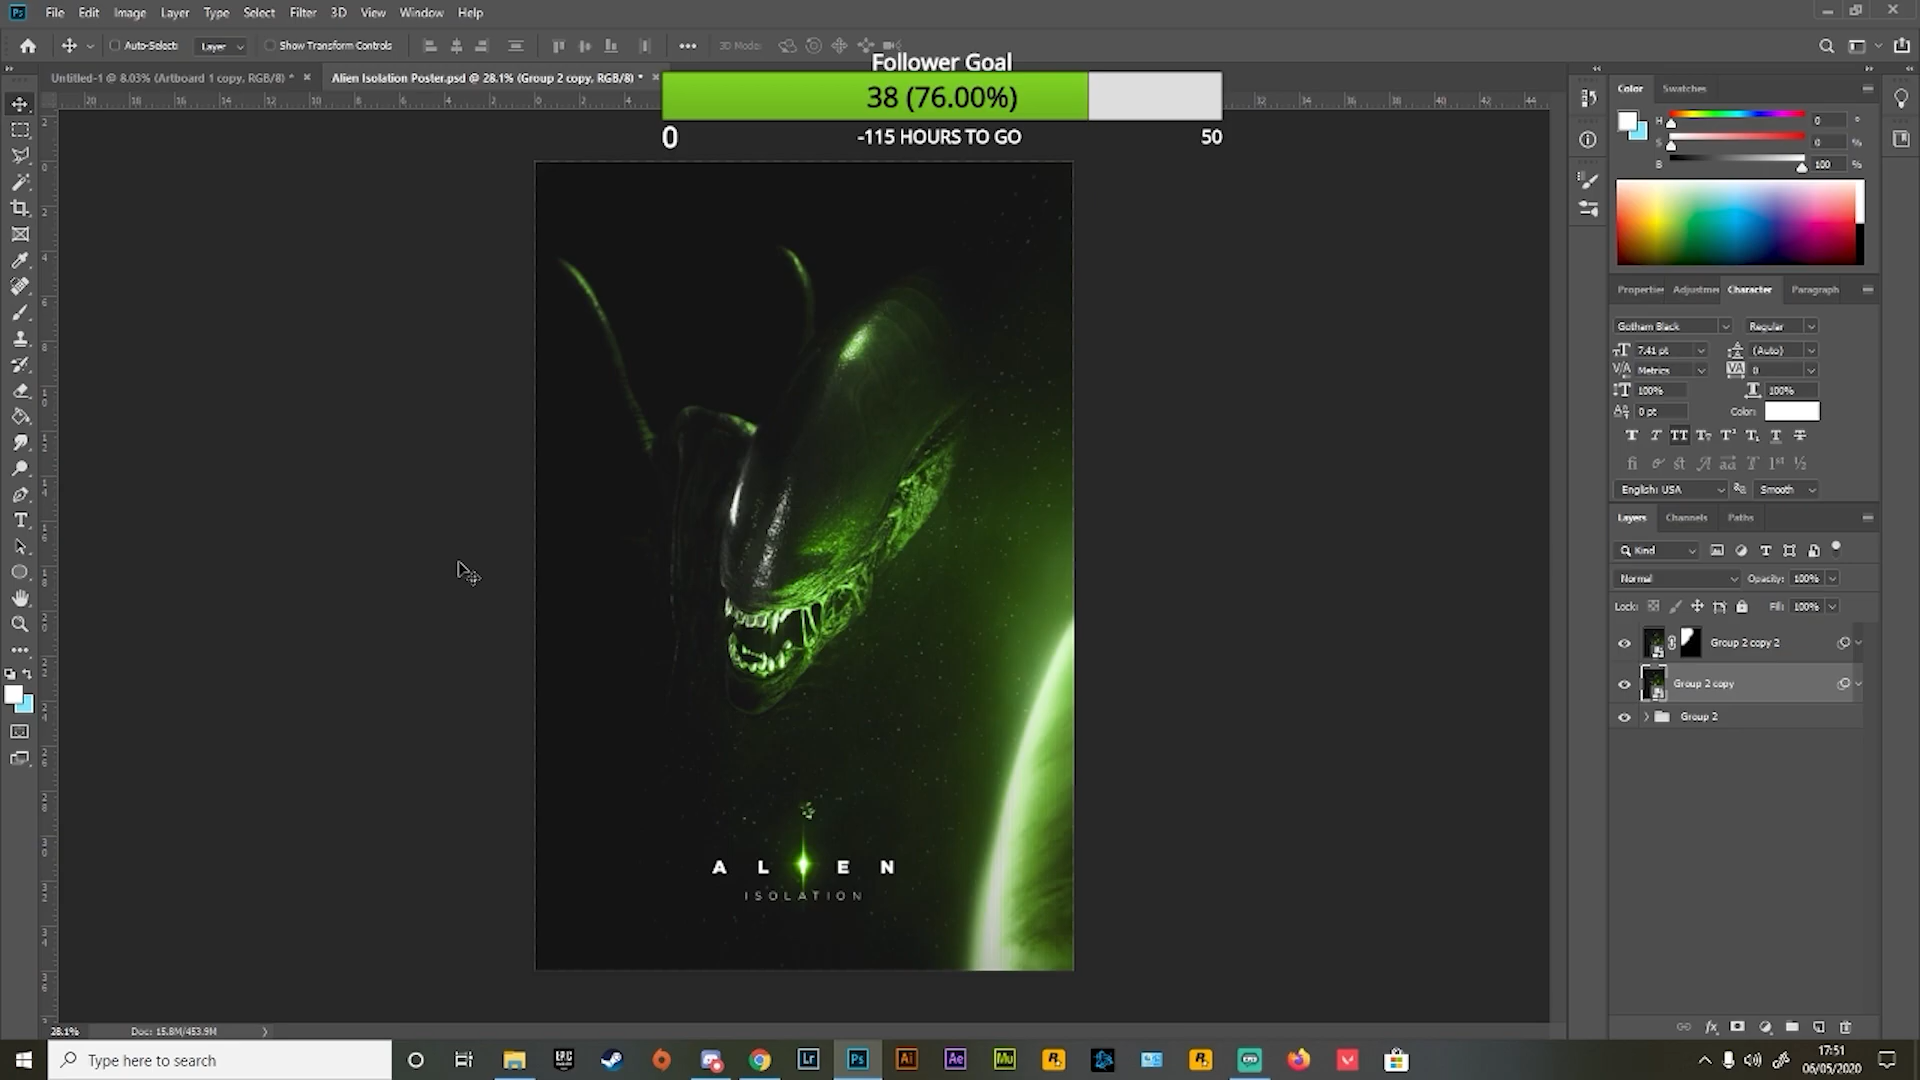 File Edit Image Layer Type Select Filter 3D View Window Help
Auto-Select: Layer Show Transform Controls 3D Mode:
Follower Goal
Untitled-1 @ 8.03% (Artboard 1 copy, RGB/8) * Alien Isolation Poster.psd @ 28.1% (Group 2 copy, RGB/8) *
38 (76.00%)
0 -115 HOURS TO GO 50
Color Swatches
H 0 °
S 0 %
B 100 %
Properties Adjustmen Character Paragraph
Gotham Black Regular
7.41 pt (Auto)
Metrics 0
100% 100%
0 pt Color:
English: USA Smooth
Layers Channels Paths
Kind
Normal Opacity: 100%
Lock: Fill: 100%
Group 2 copy 2
Group 2 copy
Group 2
A L E N
ISOLATION
28.1% Doc: 15.8M/453.9M
Type here to search
17:51
06/05/2020